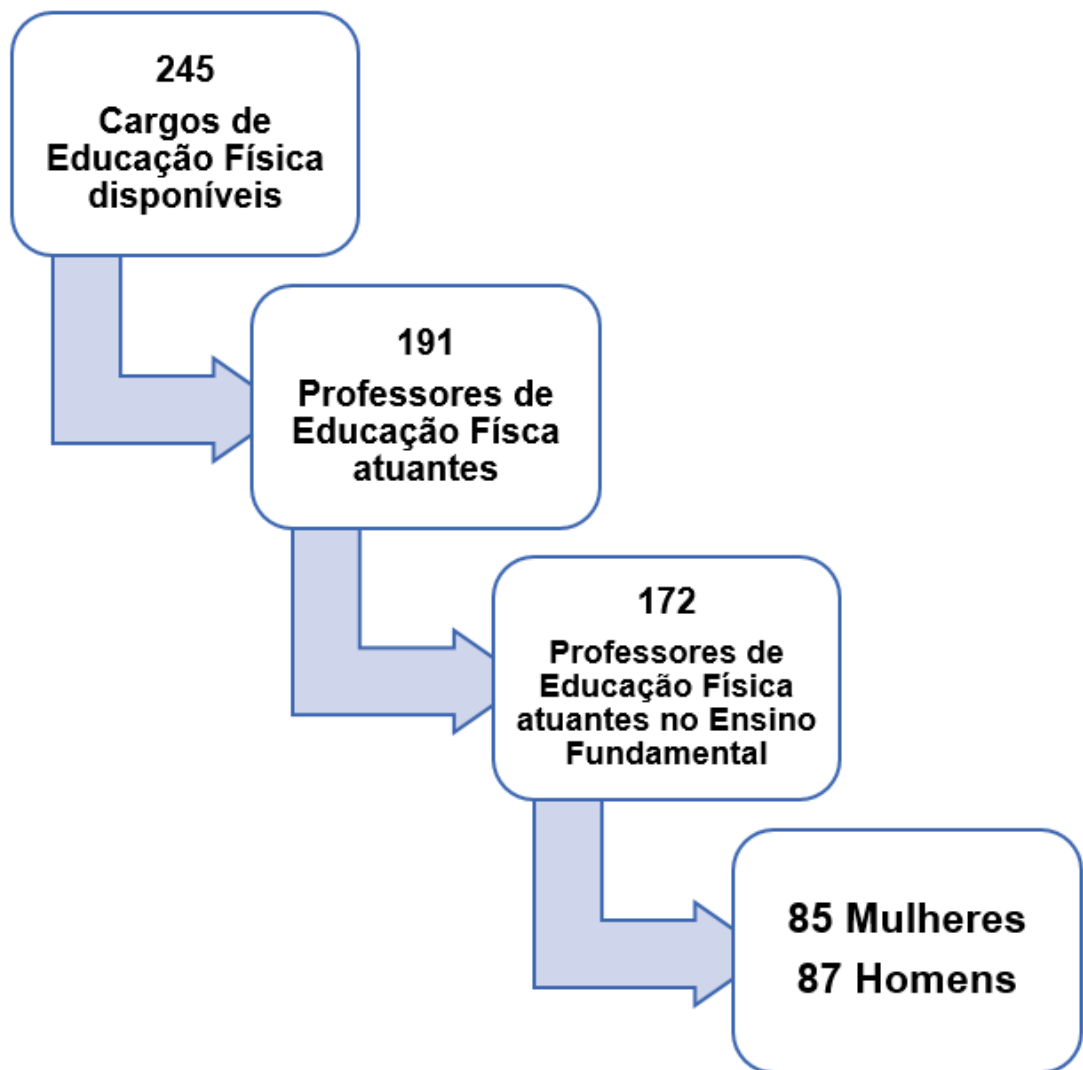 245
Cargos de
Educação Física
disponíveis
191
Professores de
Educação Físca
atuantes
172
Professores de
Educação Física
atuantes no Ensino
Fundamental
85 Mulheres
87 Homens